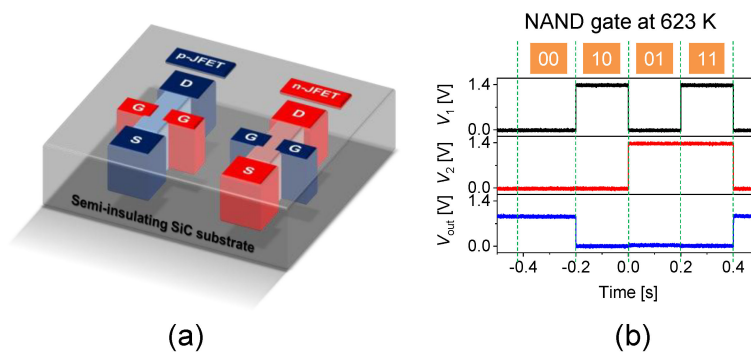 p-JFET
n-JFET
D
D
G
G
G
G
S
S
Semi-insulating SiC substrate
(a)
NAND gate at 623 K
00 10 01 11
V1 [V]
1.4
0.0
V2 [V]
1.4
0.0
Vout [V]
1.4
0.0
-0.4 -0.2 0.0 0.2 0.4
Time [s]
(b)